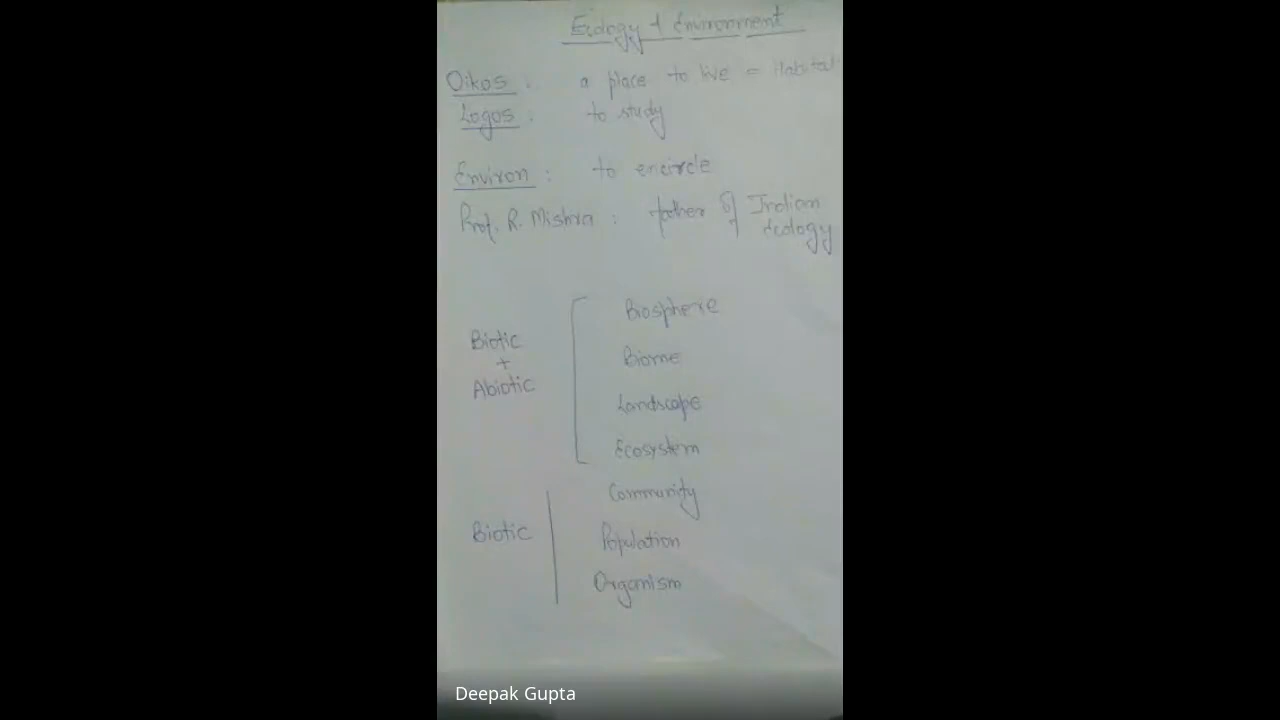 Ecology & Environment
Oikos : a place to live = Habitat
Logos : to study
Environ : to encircle
Prof. R. Mishra : father of Indian
Ecology
Biosphere
Biotic
+
Abiotic
Biome
Landscape
Ecosystem
Community
Biotic
Population
Organism
Deepak Gupta